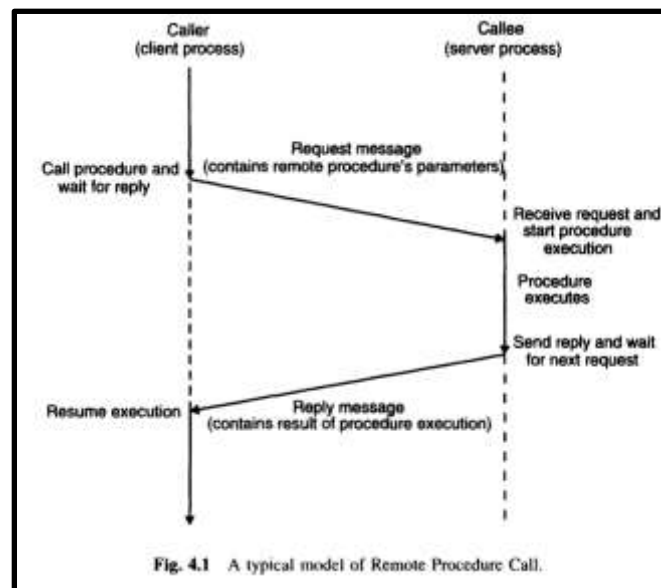 Caller
(client process)
Callee
(server process)
Request message
(contains remote procedure's parameters)
Call procedure and
wait for reply
Receive request and
start procedure
execution
Procedure
executes
Send reply and wait
for next request
Resume execution
Reply message
(contains result of procedure execution)
Fig. 4.1 A typical model of Remote Procedure Call.